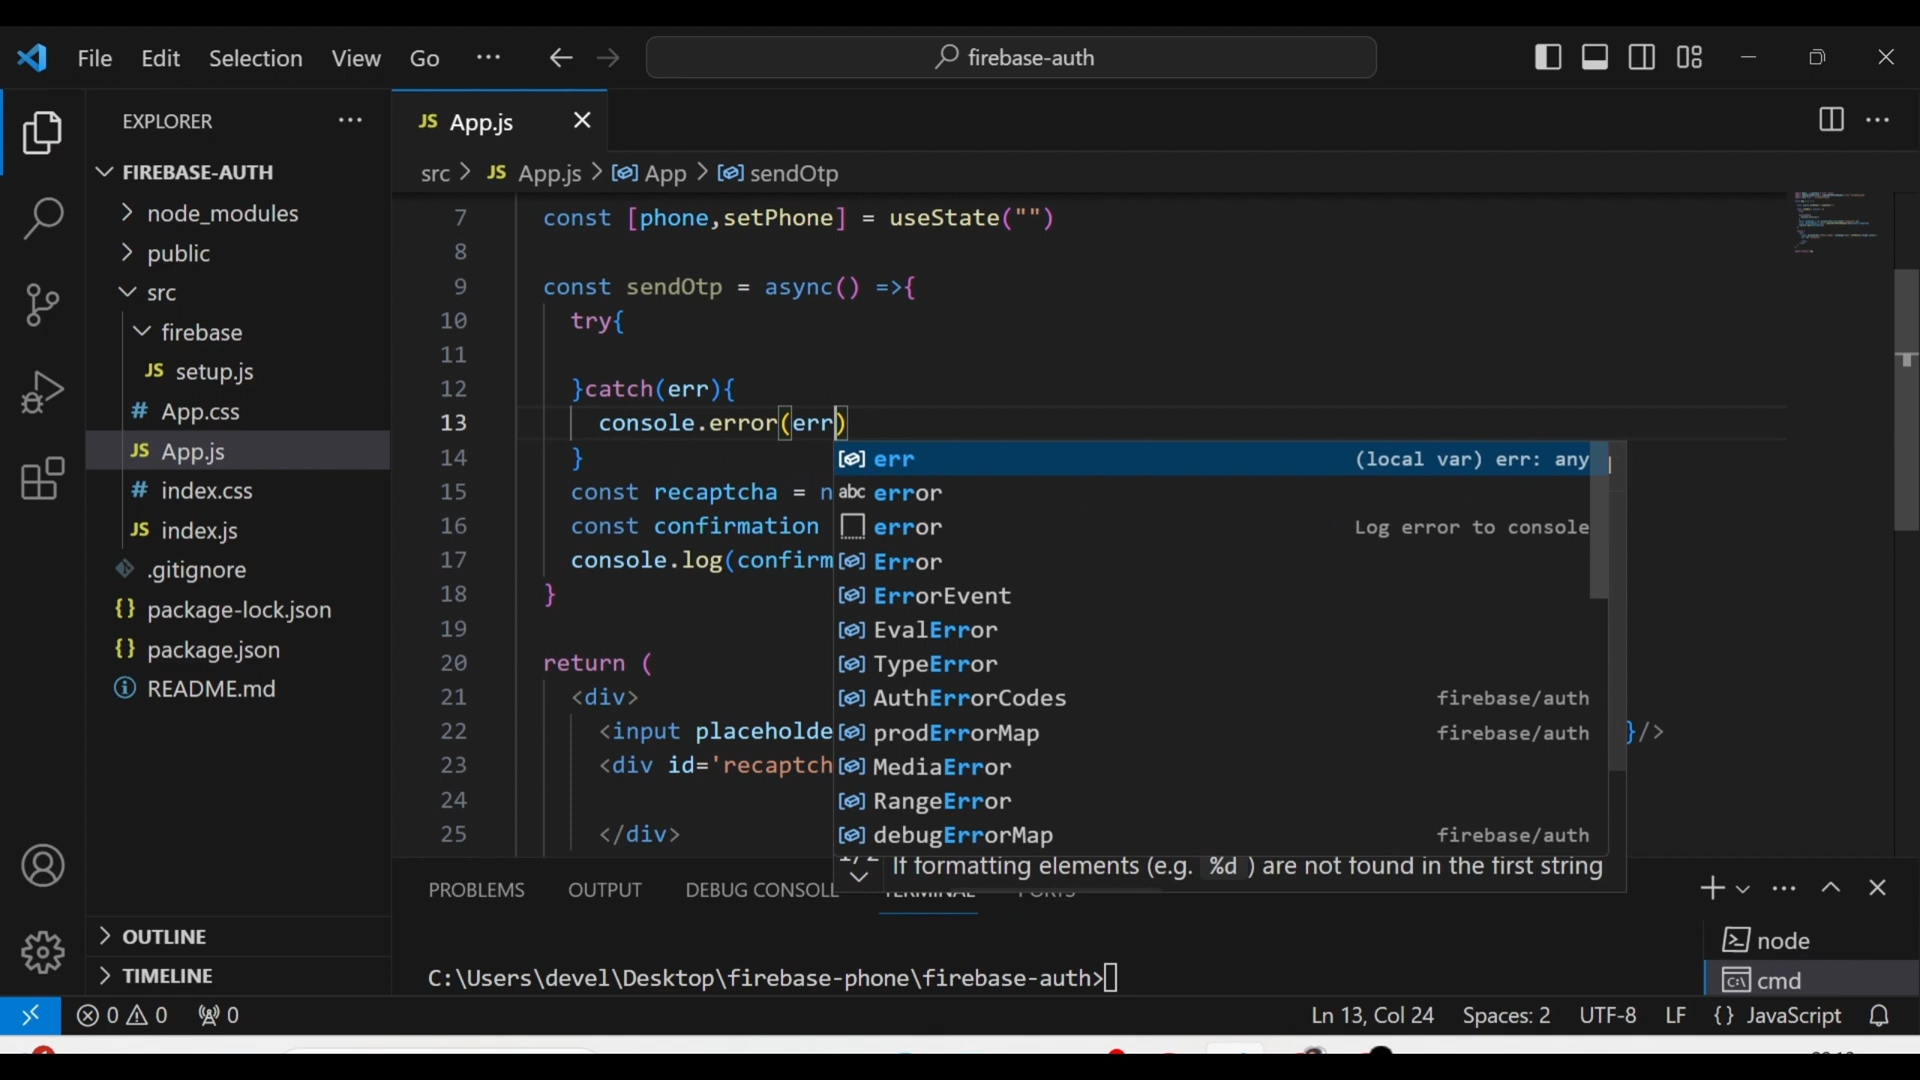 File Edit Selection View Go ··· firebase-auth
EXPLORER ···
FIREBASE-AUTH
node_modules
public
src
firebase
JS setup.js
# App.css
JS App.js
# index.css
JS index.js
.gitignore
{} package-lock.json
{} package.json
README.md
OUTLINE
TIMELINE
JS App.js
src > JS App.js > App > sendOtp
7 const [phone,setPhone] = useState("")
8
9 const sendOtp = async() =>{
10 try{
11
12 }catch(err){
13 console.error(err)
14 }
15 const recaptcha = n
16 const confirmation
17 console.log(confirm
18 }
19
20 return (
21 <div>
22 <input placeholde }/>
23 <div id='recaptch
24
25 </div>
err (local var) err: any
abc error
error Log error to console
Error
ErrorEvent
EvalError
TypeError
AuthErrorCodes firebase/auth
prodErrorMap firebase/auth
MediaError
RangeError
debugErrorMap firebase/auth
If formatting elements (e.g. %d ) are not found in the first string
PROBLEMS OUTPUT DEBUG CONSOLE TERMINAL PORTS
C:\Users\devel\Desktop\firebase-phone\firebase-auth>
node
cmd
0 0 0 Ln 13, Col 24 Spaces: 2 UTF-8 LF {} JavaScript